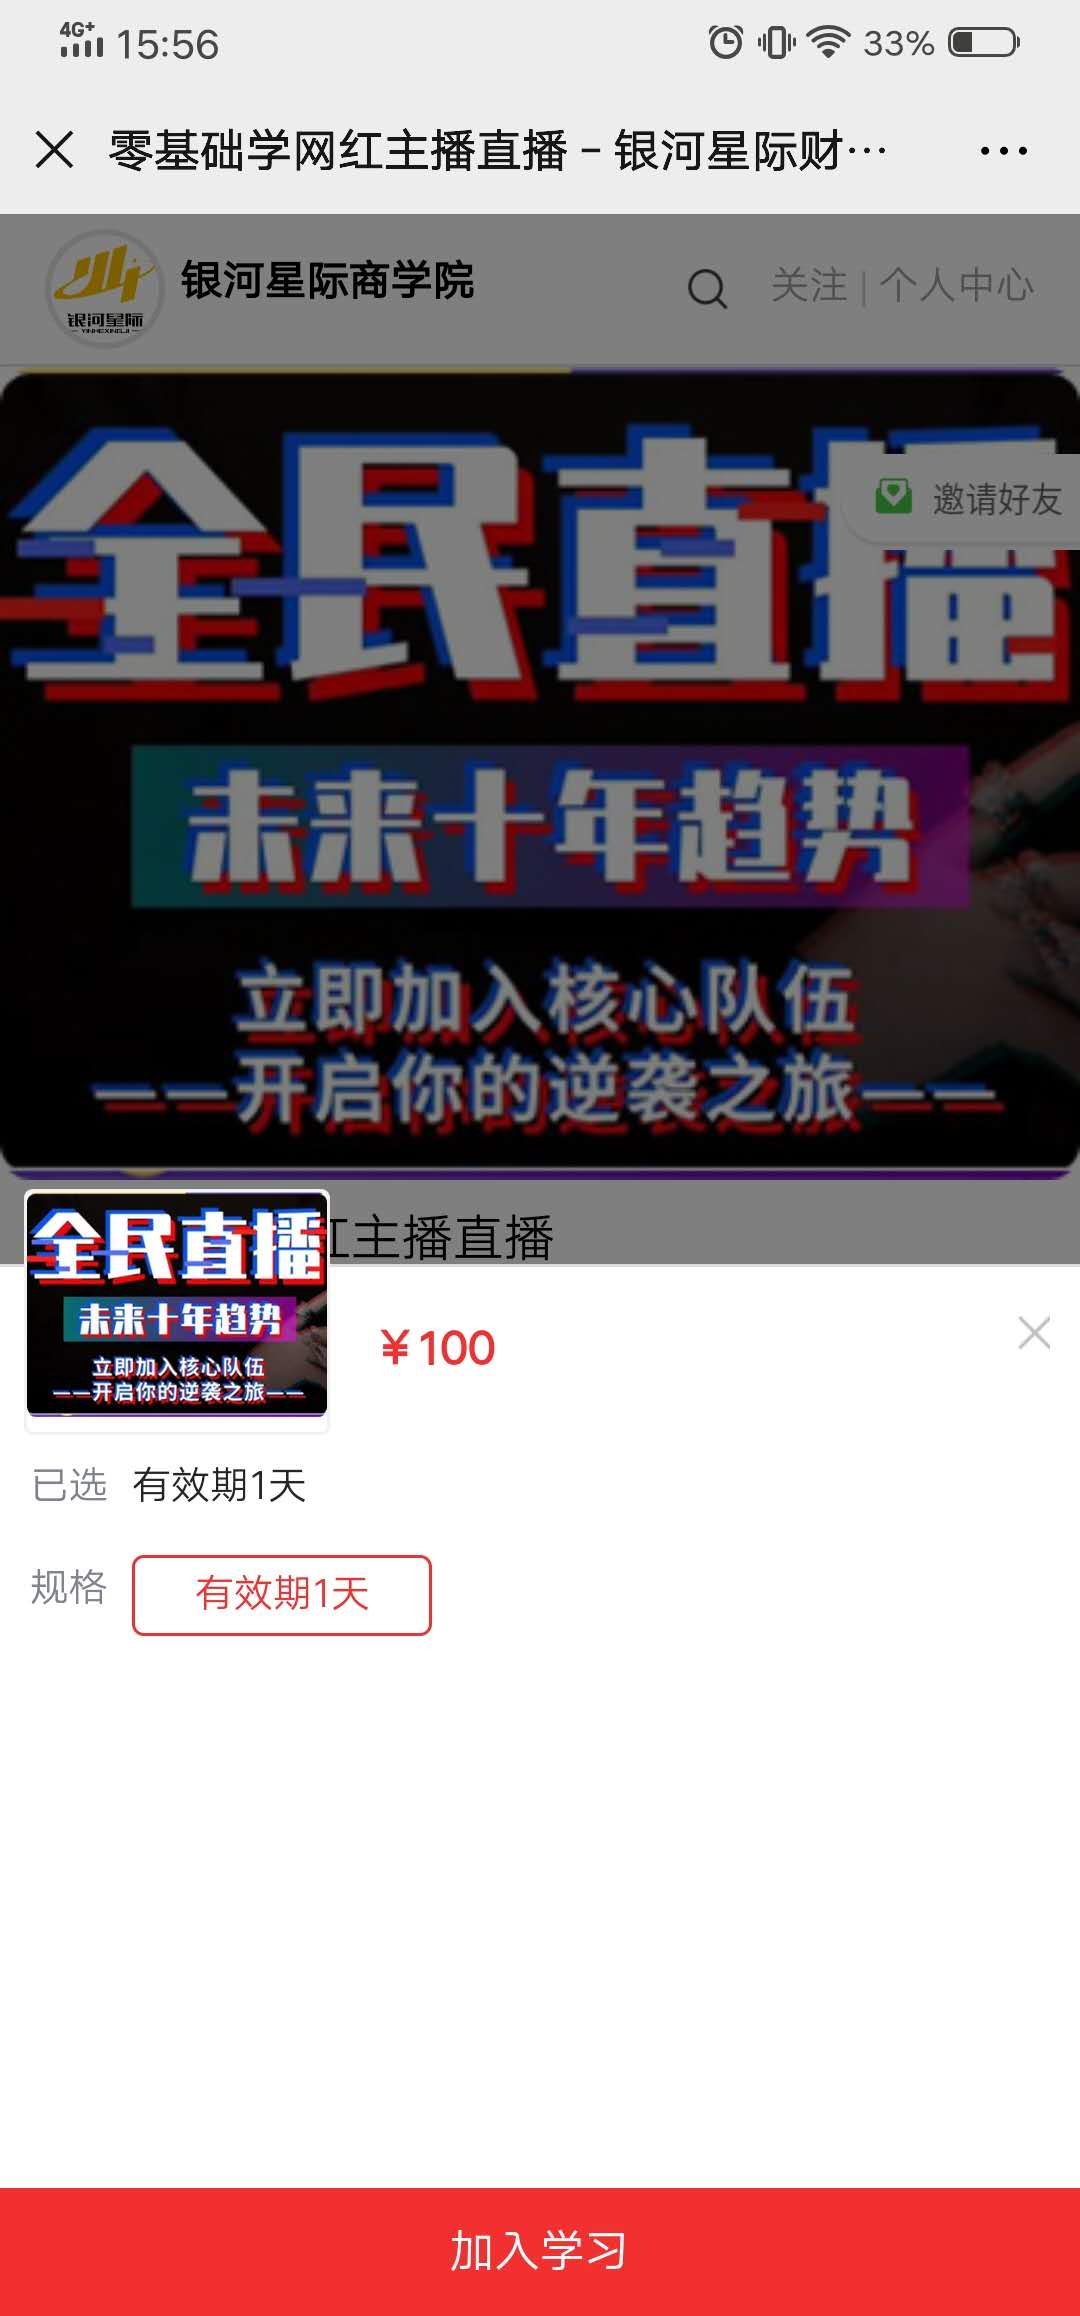 4G+ 15:56 33%
零基础学网红主播直播 – 银河星际财…
银河星际商学院
关注 | 个人中心
银河星际
YINHEXINGJI
全民直播
邀请好友
未来十年趋势
立即加入核心队伍
——开启你的逆袭之旅——
红主播直播
全民直播
未来十年趋势
立即加入核心队伍
——开启你的逆袭之旅——
¥100
已选 有效期1天
规格 有效期1天
加入学习